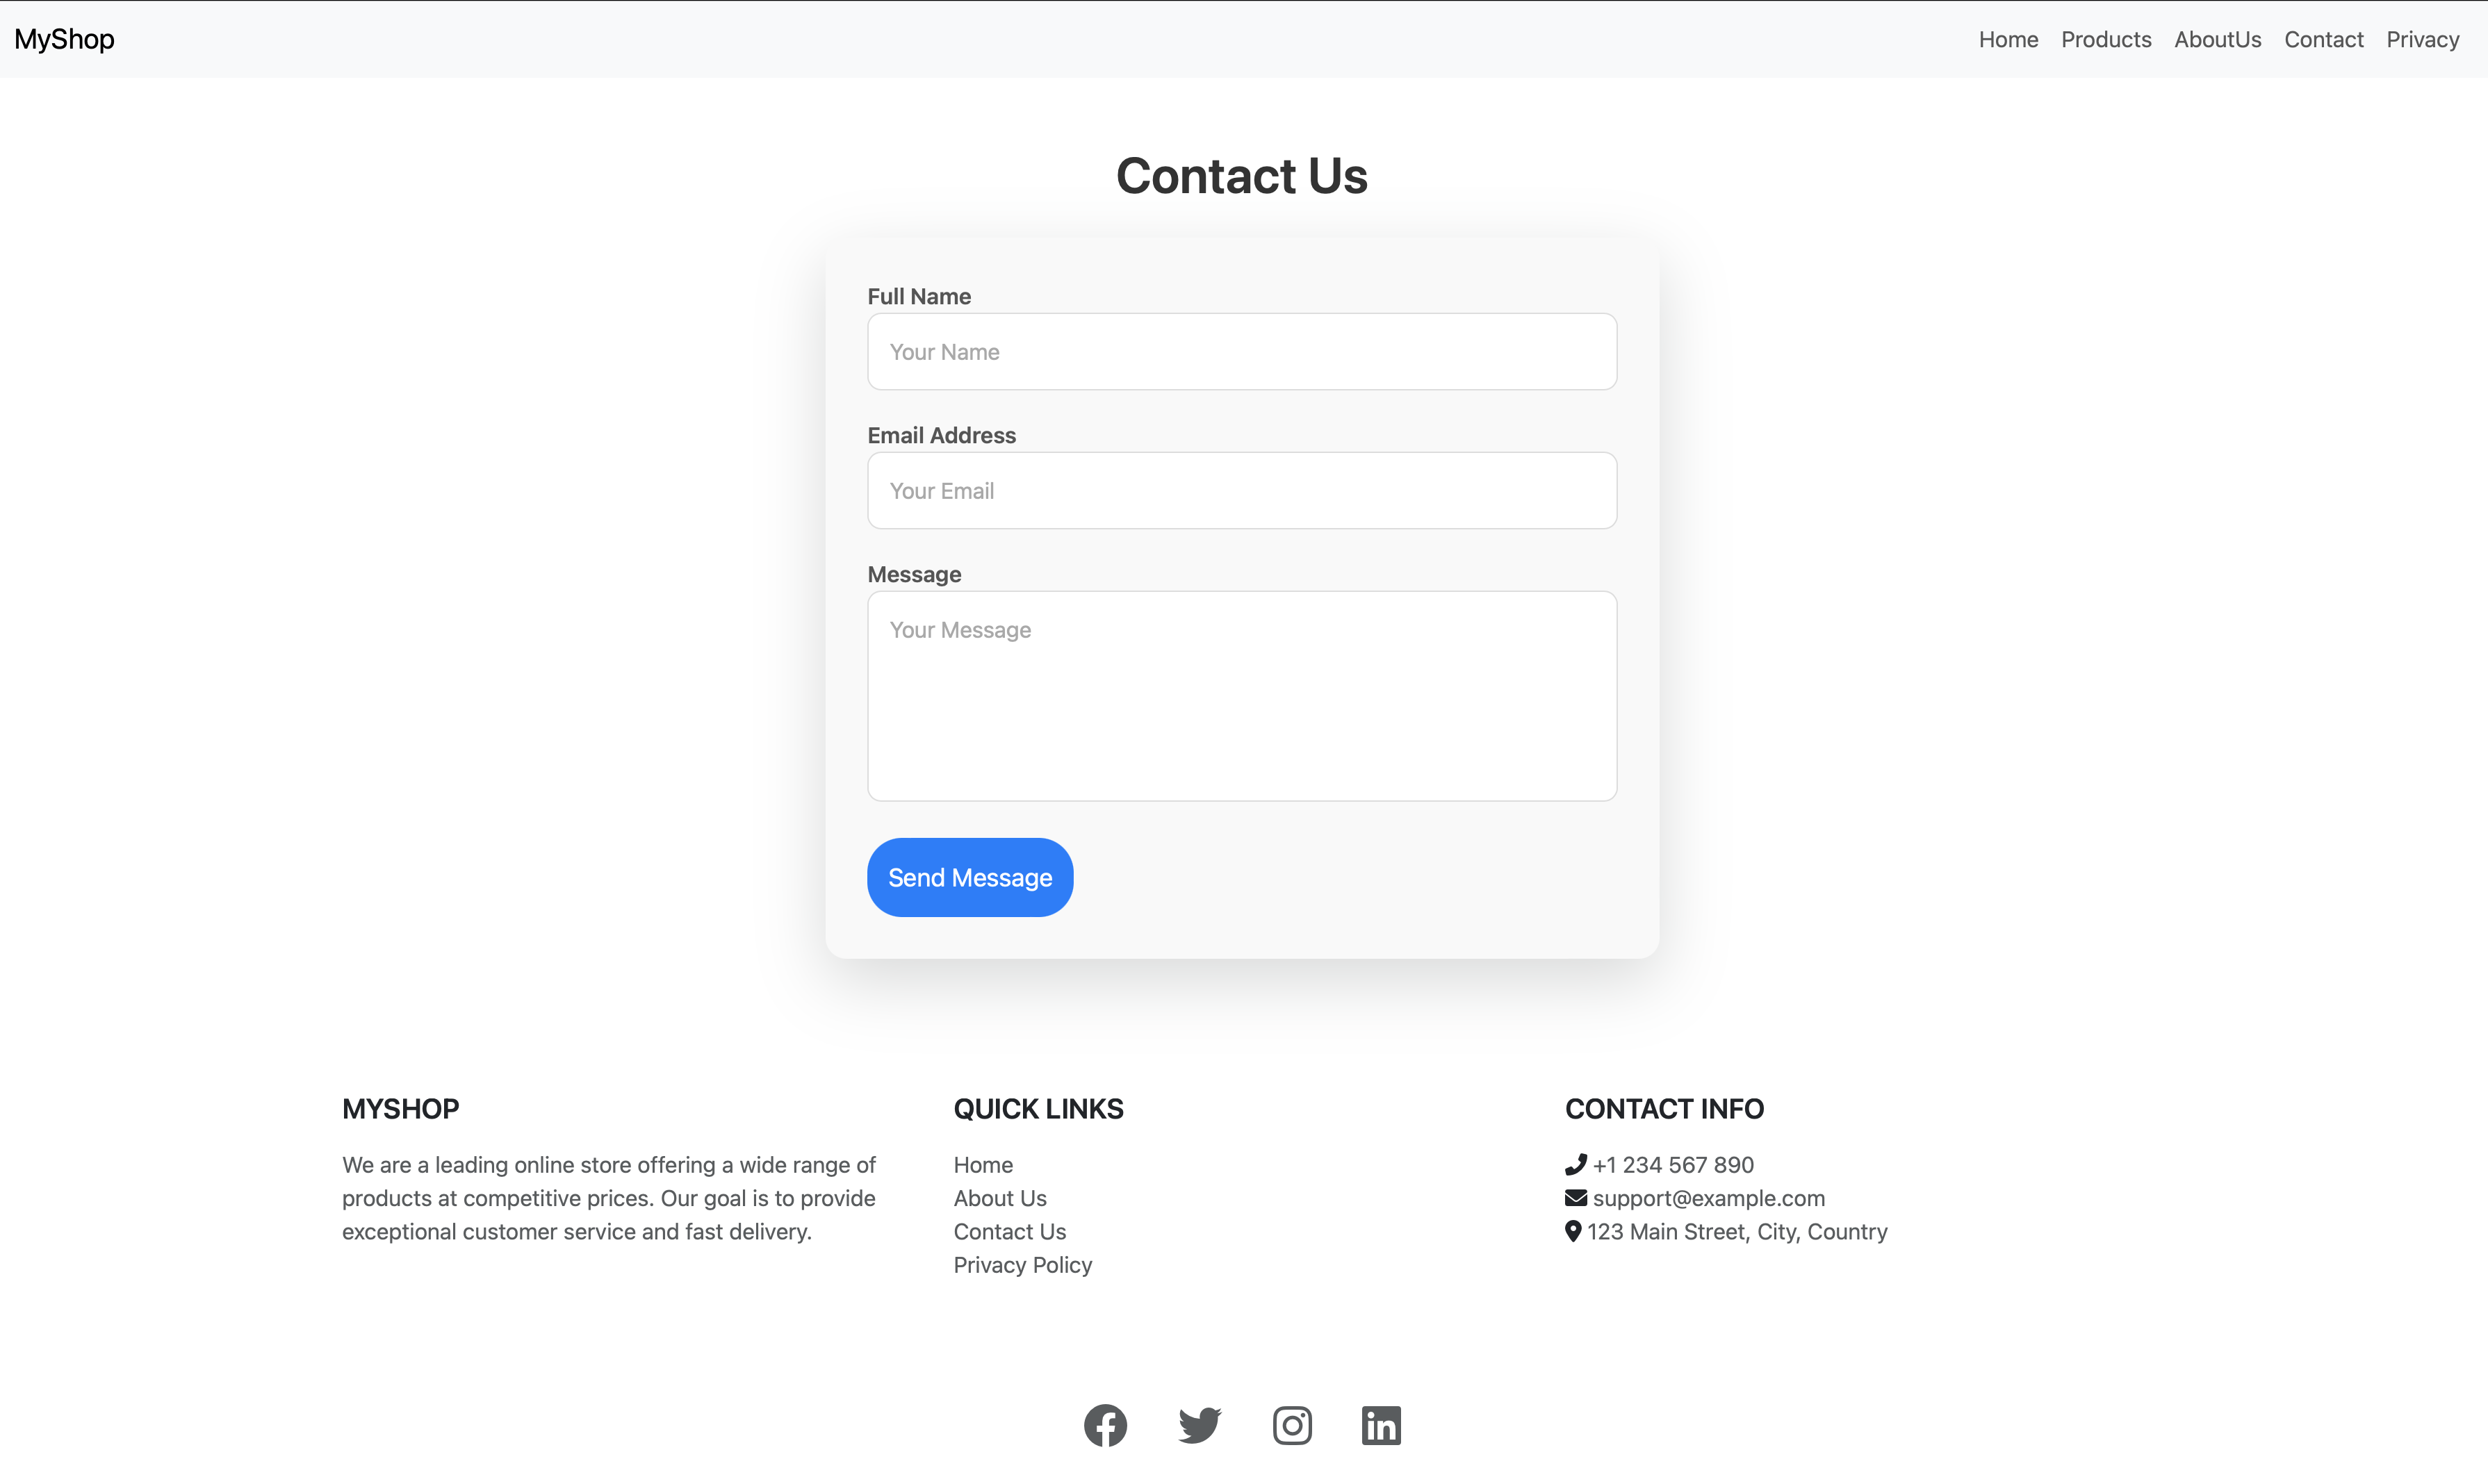 MyShop
Home Products AboutUs Contact Privacy
Contact Us
Full Name
Your Name
Email Address
Your Email
Message
Your Message
Send Message
MYSHOP
We are a leading online store offering a wide range of
products at competitive prices. Our goal is to provide
exceptional customer service and fast delivery.
QUICK LINKS
Home
About Us
Contact Us
Privacy Policy
CONTACT INFO
+1 234 567 890
support@example.com
123 Main Street, City, Country